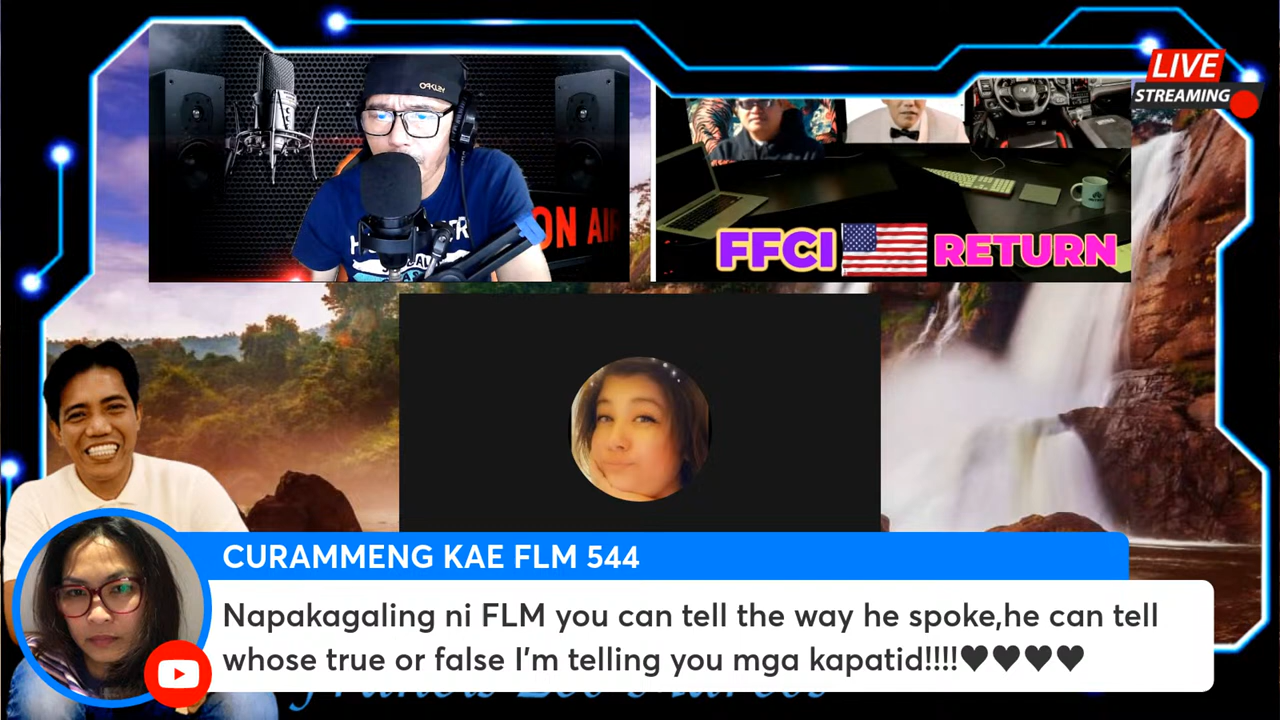 LIVE
STREAMING
OAKLEY
ON AIR
FFCI RETURN
CURAMMENG KAE FLM 544
Napakagaling ni FLM you can tell the way he spoke,he can tell
whose true or false I'm telling you mga kapatid!!!!♥♥♥♥